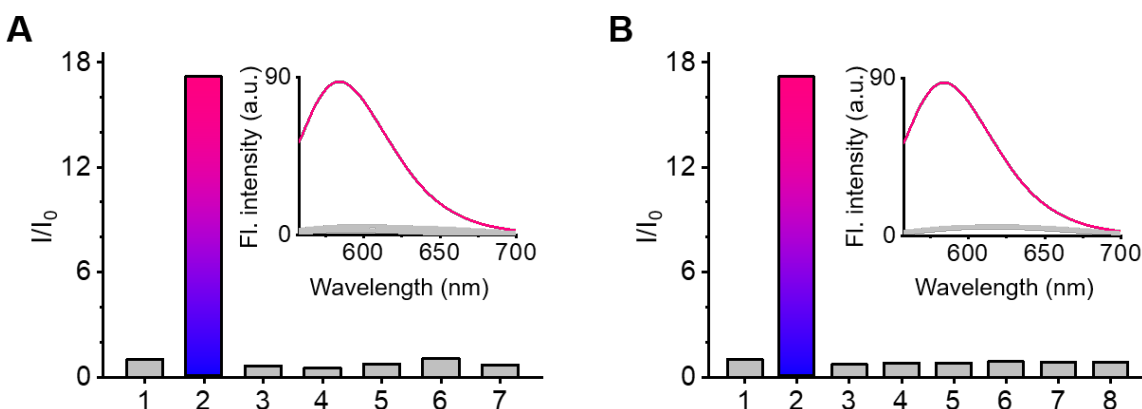 A
18
12
6
0
I/I0
1 2 3 4 5 6 7
90
0
Fl. intensity (a.u.)
600 650 700
Wavelength (nm)
B
18
12
6
0
I/I0
1 2 3 4 5 6 7 8
90
0
Fl. intensity (a.u.)
600 650 700
Wavelength (nm)